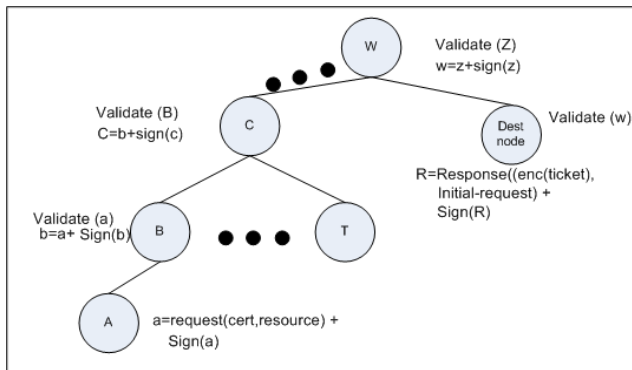 W
Validate (Z)
w=z+sign(z)
Validate (B)
C=b+sign(c)
C
Dest
node
Validate (w)
R=Response((enc(ticket),
Initial-request) +
Sign(R)
Validate (a)
b=a+ Sign(b)
B
T
A
a=request(cert,resource) +
Sign(a)